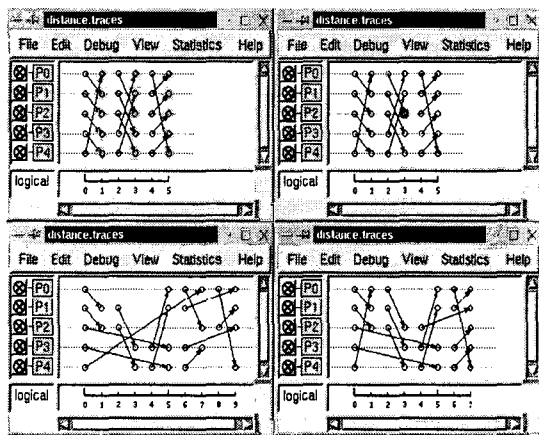 distance.traces
File Edit Debug View Statistics Help
P0
P1
P2
P3
P4
logical
0 1 2 3 4 5
distance.traces
File Edit Debug View Statistics Help
P0
P1
P2
P3
P4
logical
0 1 2 3 4 5
distance.traces
File Edit Debug View Statistics Help
P0
P1
P2
P3
P4
logical
0 1 2 3 4 5 6 7 8 9
distance.traces
File Edit Debug View Statistics Help
P0
P1
P2
P3
P4
logical
0 1 2 3 4 5 6 7